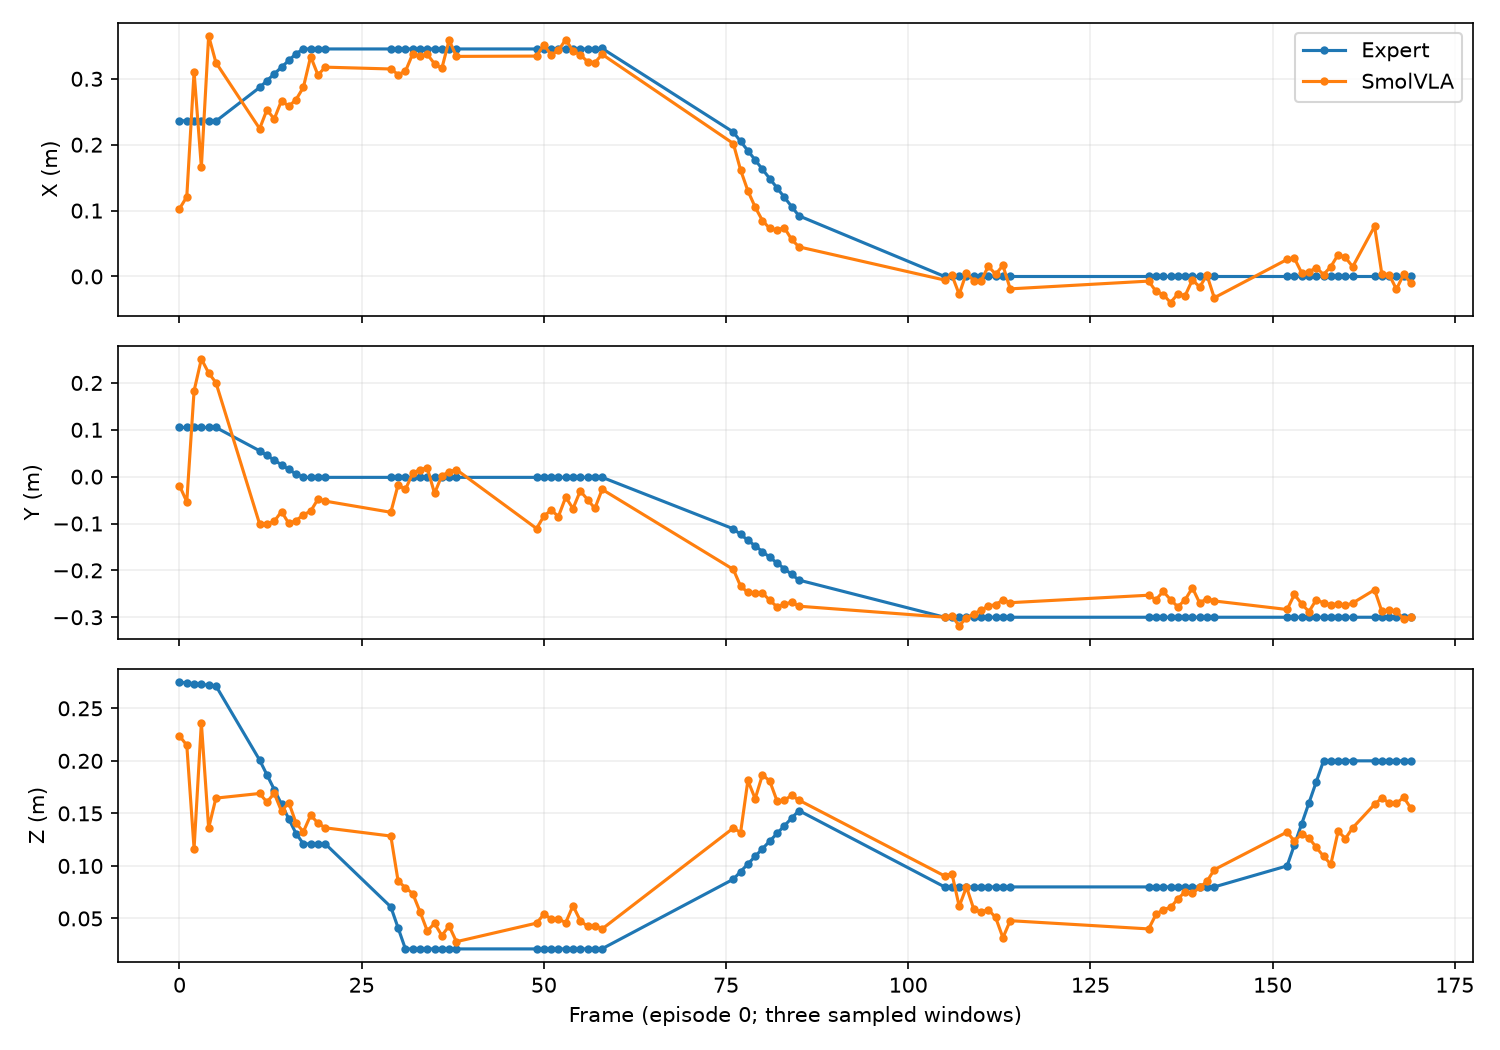 Expert
SmolVLA
X (m)
0.3
0.2
0.1
0.0
Y (m)
0.2
0.1
0.0
−0.1
−0.2
−0.3
Z (m)
0.25
0.20
0.15
0.10
0.05
0 25 50 75 100 125 150 175
Frame (episode 0; three sampled windows)